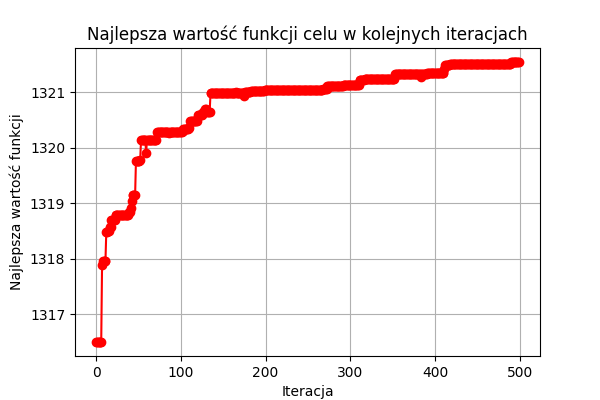 Najlepsza wartość funkcji celu w kolejnych iteracjach
Najlepsza wartość funkcji
1321
1320
1319
1318
1317
0 100 200 300 400 500
Iteracja